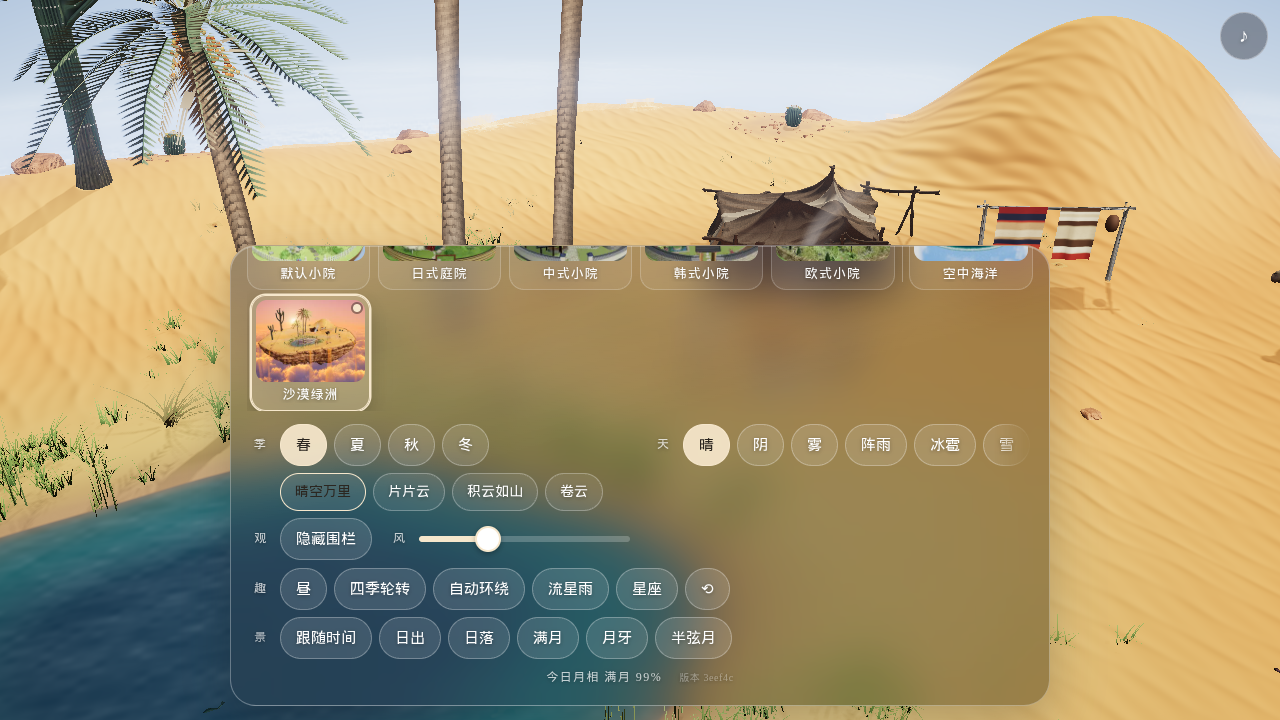 ♪
默认小院 日式庭院 中式小院 韩式小院 欧式小院 空中海洋
沙漠绿洲
季 春 夏 秋 冬 天 晴 阴 雾 阵雨 冰雹 雪
晴空万里 片片云 积云如山 卷云
观 隐藏围栏 风
趣 昼 四季轮转 自动环绕 流星雨 星座 ⟲
景 跟随时间 日出 日落 满月 月牙 半弦月
今日月相 满月 99% 版本 3eef4c